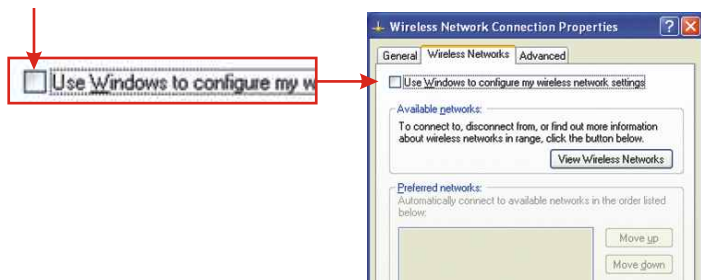 Use Windows to configure my w
Wireless Network Connection Properties
General Wireless Networks Advanced
Use Windows to configure my wireless network settings
Available networks:
To connect to, disconnect from, or find out more information
about wireless networks in range, click the button below.
View Wireless Networks
Preferred networks:
Automatically connect to available networks in the order listed
below:
Move up
Move down